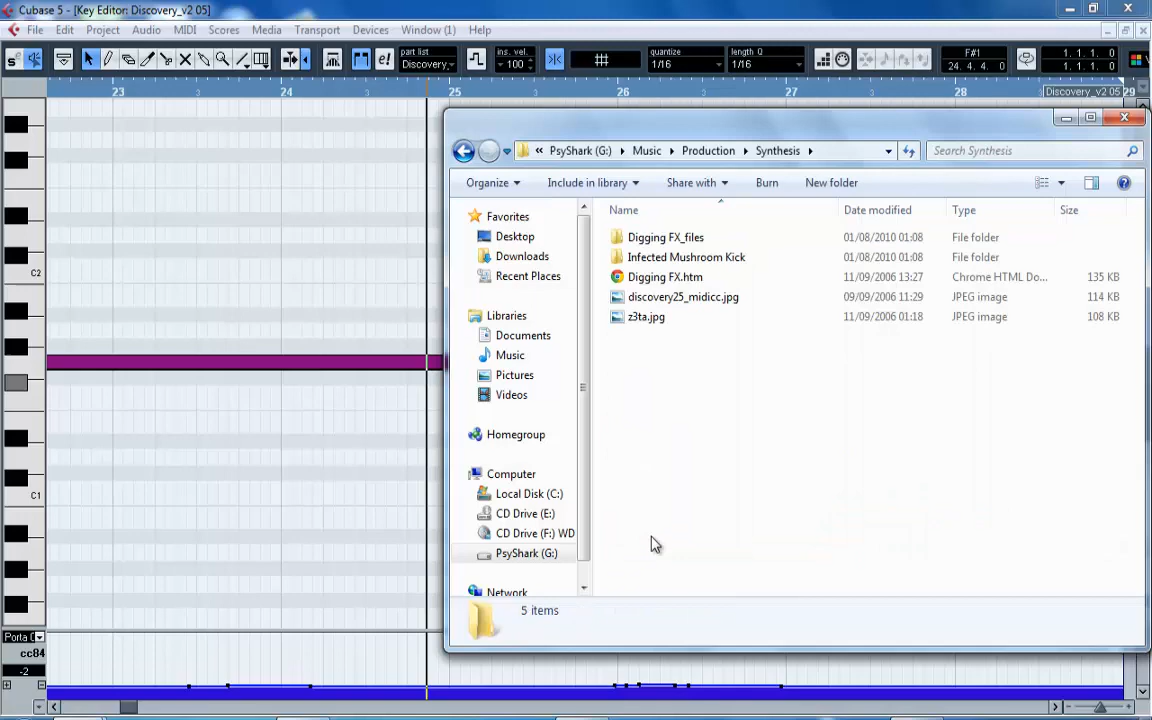 Cubase 5 - [Key Editor: Discovery_v2 05]
File Edit Project Audio MIDI Scores Media Transport Devices Window (1) Help
part list
Discovery_
ins. vel.
100
quantize
1/16
length Q
1/16
F#1
24. 4. 4. 0
1. 1. 1. 0
1. 1. 1. 0
23 24 25 26 27 28 29
Discovery_v2 05
PsyShark (G:) Music Production Synthesis
Search Synthesis
Organize Include in library Share with Burn New folder
Name Date modified Type Size
Favorites
Desktop
Downloads
Recent Places
Libraries
Documents
Music
Pictures
Videos
Homegroup
Computer
Local Disk (C:)
CD Drive (E:)
CD Drive (F:) WD
PsyShark (G:)
Network
Digging FX_files 01/08/2010 01:08 File folder
Infected Mushroom Kick 01/08/2010 01:08 File folder
Digging FX.htm 11/09/2006 13:27 Chrome HTML Do... 135 KB
discovery25_midicc.jpg 09/09/2006 11:29 JPEG image 114 KB
z3ta.jpg 11/09/2006 01:18 JPEG image 108 KB
5 items
C2
C1
Porta
cc84
-2